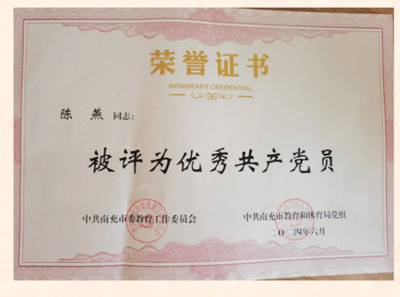 荣誉证书
HONORARY CREDENTIAL
陈燕 同志：
被评为优秀共产党员
中共南充市委教育工作委员会 中共南充市教育和体育局党组
二〇二四年六月